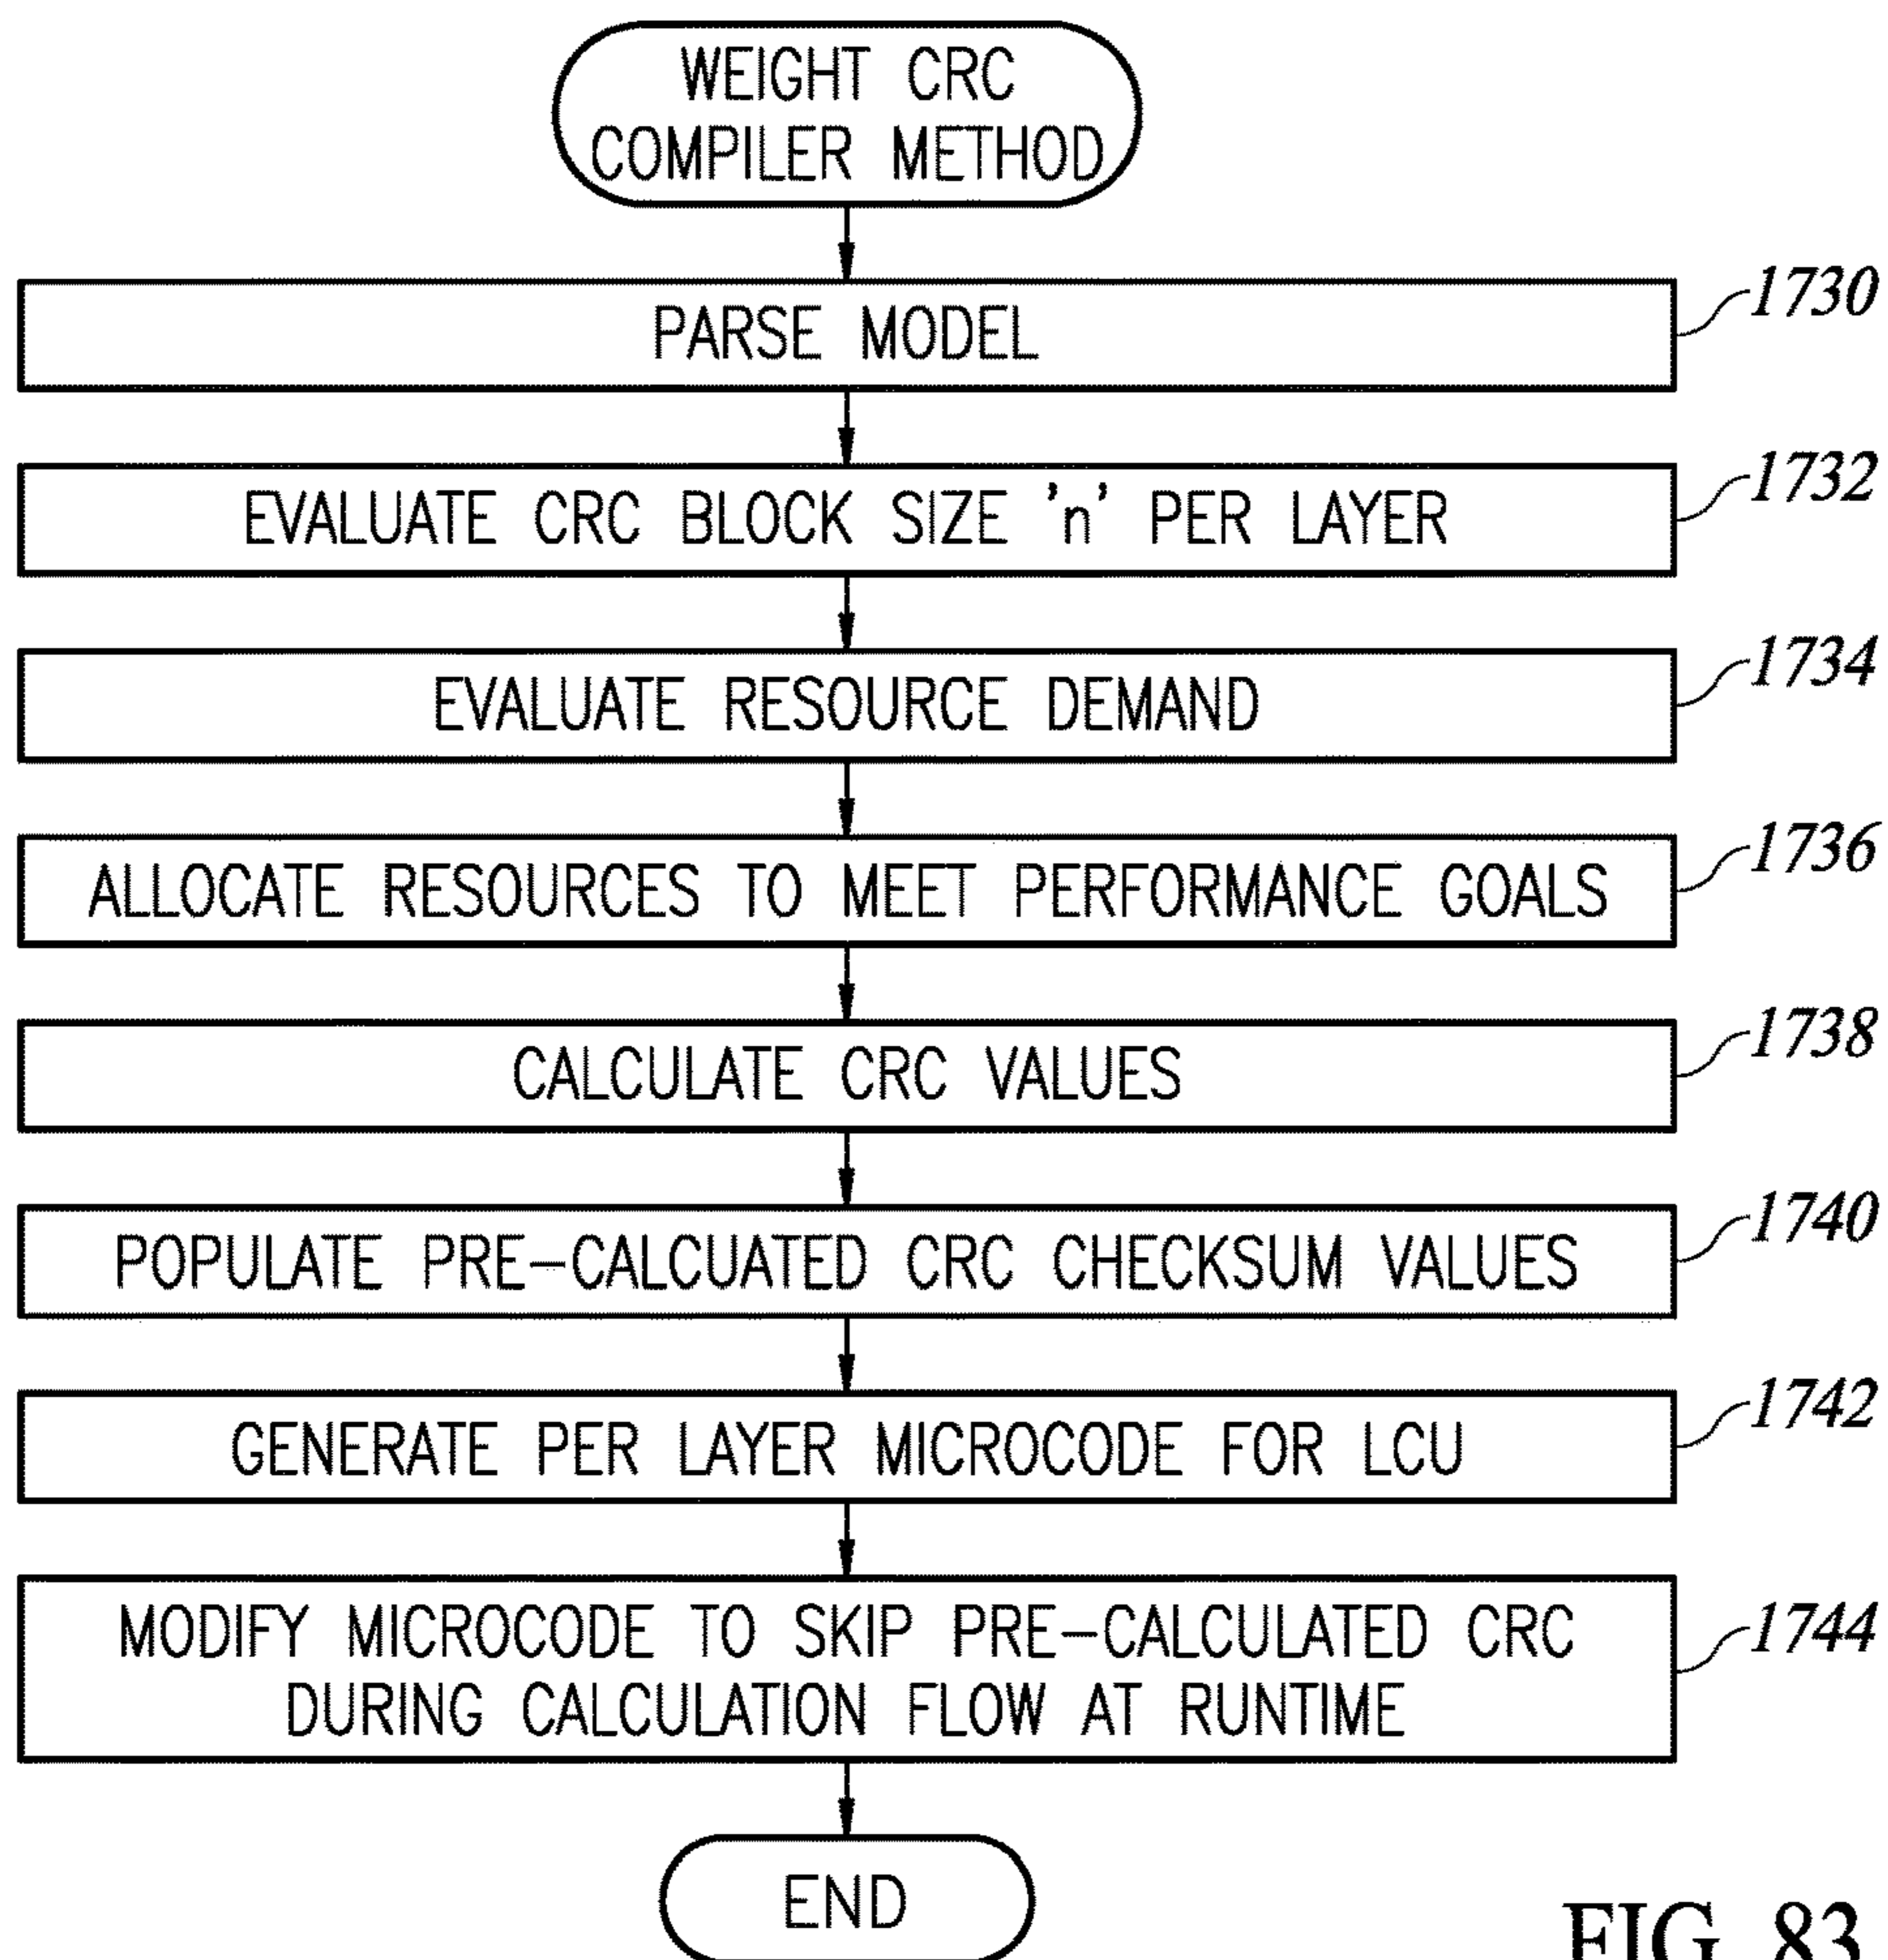 WEIGHT CRC
COMPILER METHOD
PARSE MODEL
1730
EVALUATE CRC BLOCK SIZE 'n' PER LAYER
1732
EVALUATE RESOURCE DEMAND
1734
ALLOCATE RESOURCES TO MEET PERFORMANCE GOALS
1736
CALCULATE CRC VALUES
1738
POPULATE PRE-CALCUATED CRC CHECKSUM VALUES
1740
GENERATE PER LAYER MICROCODE FOR LCU
1742
MODIFY MICROCODE TO SKIP PRE-CALCULATED CRC
DURING CALCULATION FLOW AT RUNTIME
1744
END
FIG. 83